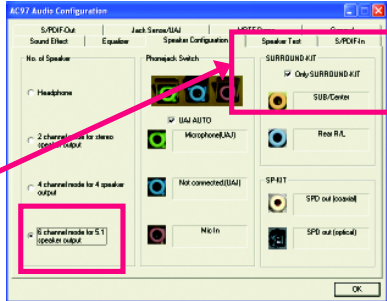 AC97 Audio Configuration
S/PDIF-Out
Jack Sense/UAJ
Sound Effect
Equalizer
Speaker Configuration
Speaker Test
S/PDIF-In
No. of Speaker
Headphone
2 channel mode for stereo
speaker output
4 channel mode for 4 speaker
output
6 channel mode for 5.1
speaker output
Phonejack Switch
UAJ AUTO
Microphone(UAJ)
Not connected.(UAJ)
Mic In
SURROUND-KIT
Only SURROUND-KIT
SUB/Center
Rear R/L
SP-KIT
SPD out (coaxial)
SPD out (optical)
OK